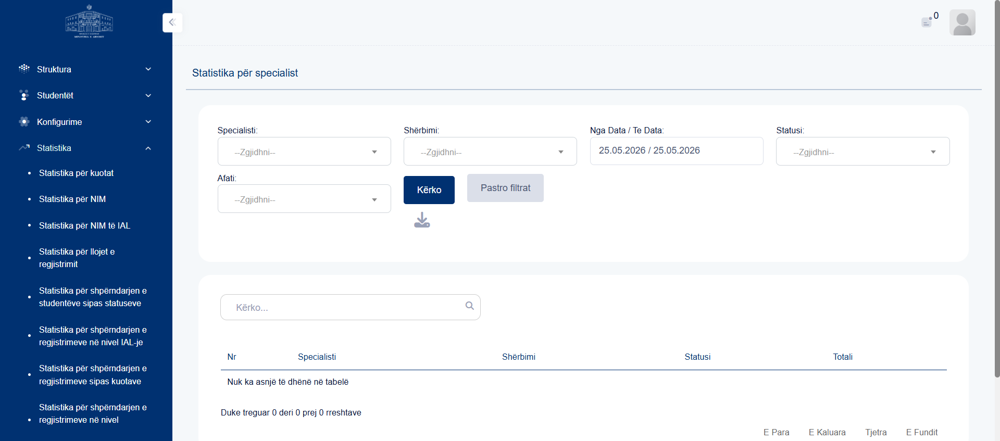 MINISTRIA E ARSIMIT
0
Struktura
Studentët
Konfigurime
Statistika
Statistika për kuotat
Statistika për NIM
Statistika për NIM të IAL
Statistika për llojet e
regjistrimit
Statistika për shpërndarjen e
studentëve sipas statuseve
Statistika për shpërndarjen e
regjistrimeve në nivel IAL-je
Statistika për shpërndarjen e
regjistrimeve sipas kuotave
Statistika për shpërndarjen e
regjistrimeve në nivel
Statistika për specialist
Specialisti: Shërbimi: Nga Data / Te Data: Statusi:
--Zgjidhni-- --Zgjidhni-- 25.05.2026 / 25.05.2026 --Zgjidhni--
Afati:
--Zgjidhni-- Kërko Pastro filtrat
Kërko...
Nr Specialisti Shërbimi Statusi Totali
Nuk ka asnjë të dhënë në tabelë
Duke treguar 0 deri 0 prej 0 rreshtave
E Para E Kaluara Tjetra E Fundit